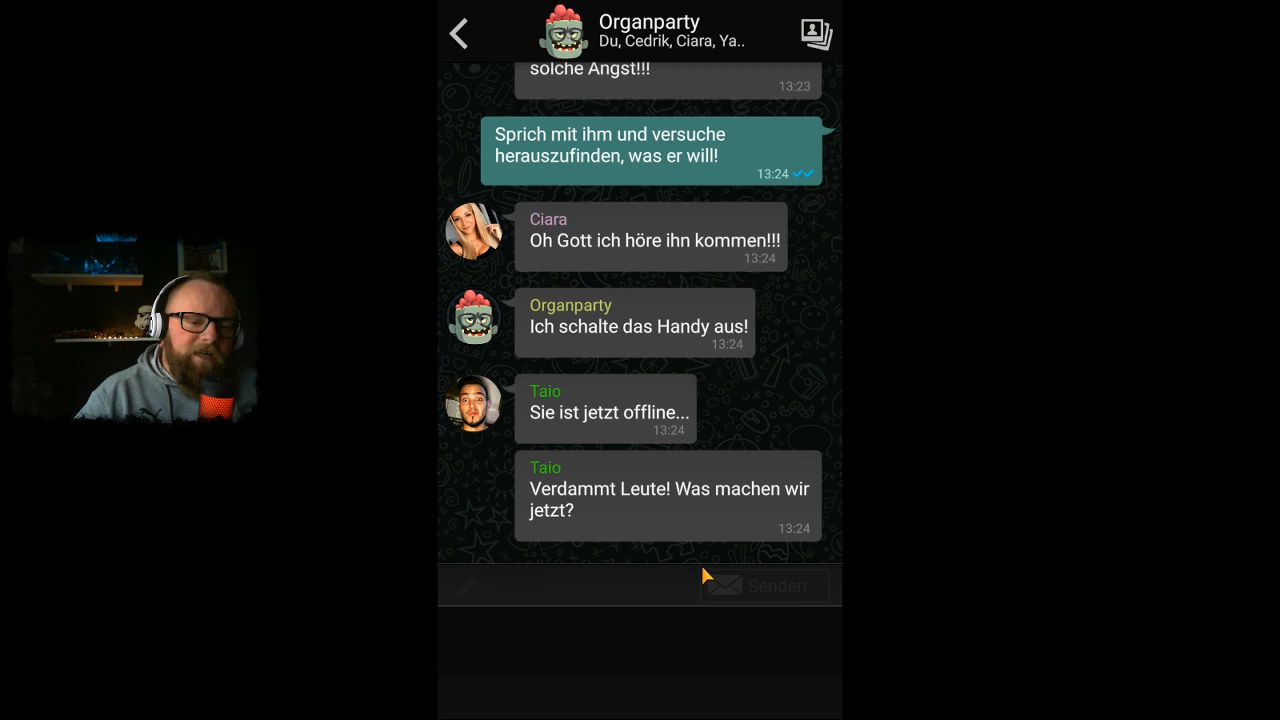 Organparty
Du, Cedrik, Ciara, Ya..
solche Angst!!!
13:23
Sprich mit ihm und versuche
herauszufinden, was er will!
13:24
Ciara
Oh Gott ich höre ihn kommen!!!
13:24
Organparty
Ich schalte das Handy aus!
13:24
Taio
Sie ist jetzt offline...
13:24
Taio
Verdammt Leute! Was machen wir
jetzt?
13:24
Senden